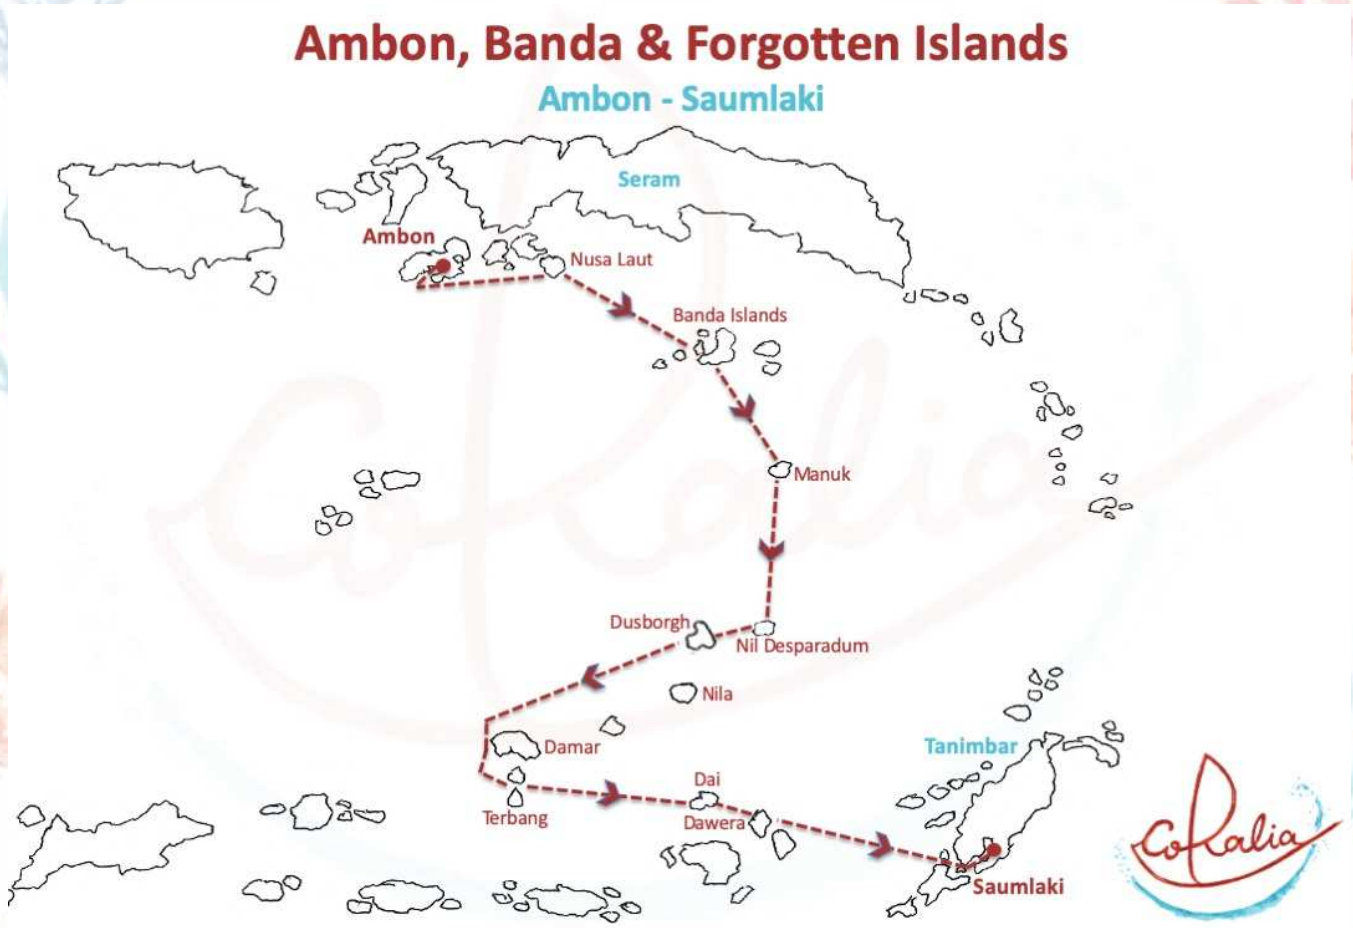 Ambon, Banda & Forgotten Islands
Ambon - Saumlaki
Seram
Ambon
Nusa Laut
Banda Islands
Manuk
Dusborgh
Nil Desparadum
Nila
Damar
Tanimbar
Terbang
Dai
Dawera
Saumlaki
CoRalia
CoRalia